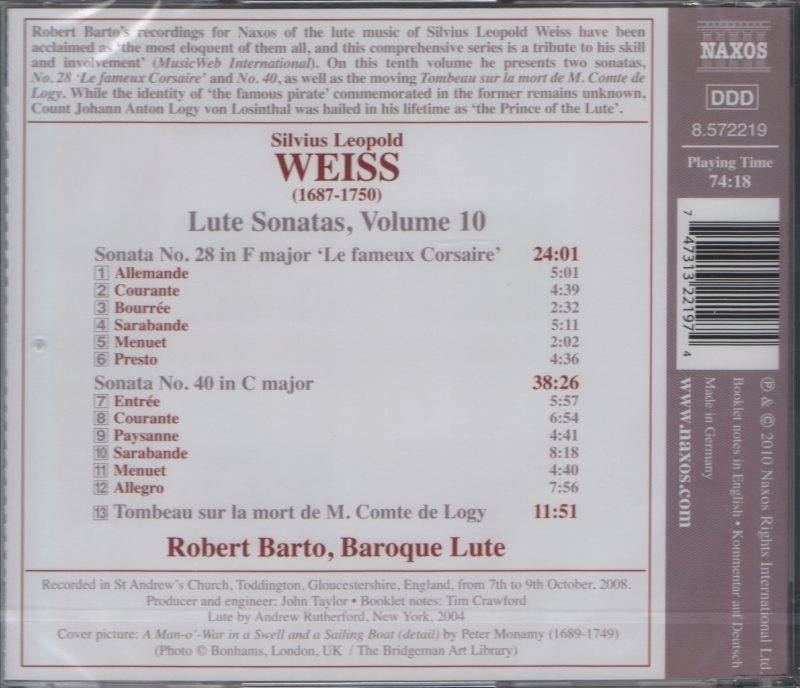 Robert Barto's recordings for Naxos of the lute music of Silvius Leopold Weiss have been
acclaimed as 'the most eloquent of them all, and this comprehensive series is a tribute to his skill
and involvement' (MusicWeb International). On this tenth volume he presents two sonatas,
No. 28 'Le fameux Corsaire' and No. 40, as well as the moving Tombeau sur la mort de M. Comte de
Logy. While the identity of 'the famous pirate' commemorated in the former remains unknown,
Count Johann Anton Logy von Losinthal was hailed in his lifetime as 'the Prince of the Lute'.
Silvius Leopold
WEISS
(1687-1750)
Lute Sonatas, Volume 10
Sonata No. 28 in F major 'Le fameux Corsaire' 24:01
1 Allemande 5:01
2 Courante 4:39
3 Bourrée 2:32
4 Sarabande 5:11
5 Menuet 2:02
6 Presto 4:36
Sonata No. 40 in C major 38:26
7 Entrée 5:57
8 Courante 6:54
9 Paysanne 4:41
10 Sarabande 8:18
11 Menuet 4:40
12 Allegro 7:56
13 Tombeau sur la mort de M. Comte de Logy 11:51
Robert Barto, Baroque Lute
Recorded in St Andrew's Church, Toddington, Gloucestershire, England, from 7th to 9th October, 2008.
Producer and engineer: John Taylor • Booklet notes: Tim Crawford
Lute by Andrew Rutherford, New York, 2004
Cover picture: A Man-o'-War in a Swell and a Sailing Boat (detail) by Peter Monamy (1689-1749)
(Photo © Bonhams, London, UK / The Bridgeman Art Library)
NAXOS
DDD
8.572219
Playing Time
74:18
7 47313 22197 4
℗ & © 2010 Naxos Rights International Ltd
Booklet notes in English • Kommentar auf Deutsch
Made in Germany
www.naxos.com